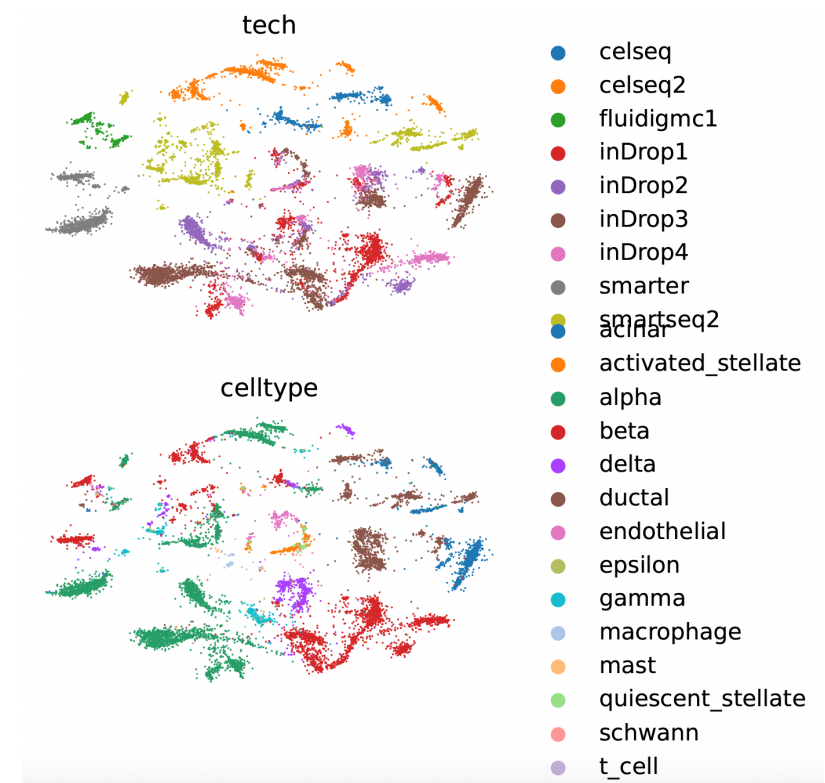 tech
celseq
celseq2
fluidigmc1
inDrop1
inDrop2
inDrop3
inDrop4
smarter
smartseq2
acinar
activated_stellate
celltype
alpha
beta
delta
ductal
endothelial
epsilon
gamma
macrophage
mast
quiescent_stellate
schwann
t_cell